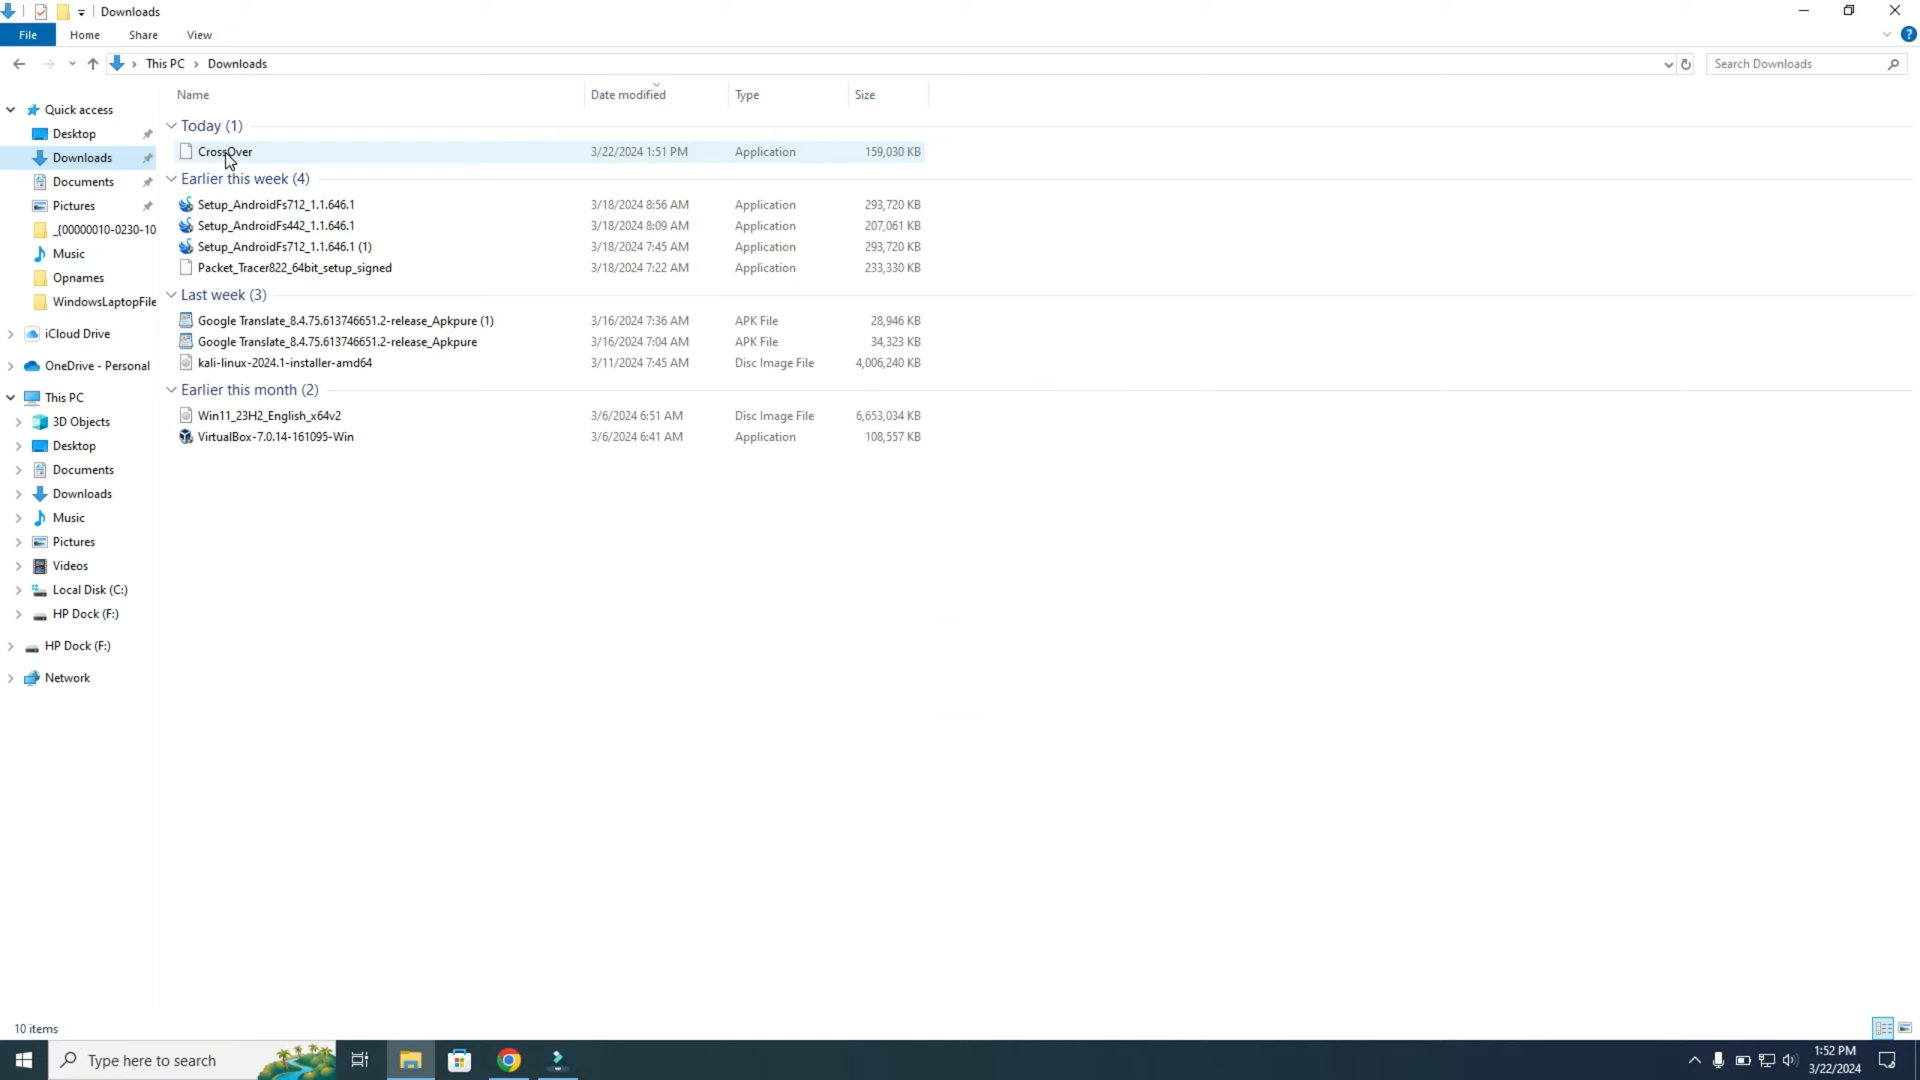 Downloads
File Home Share View
This PC Downloads
Search Downloads
Name Date modified Type Size
Quick access
Desktop
Downloads
Documents
Pictures
_{00000010-0230-10
Music
Opnames
WindowsLaptopFile
iCloud Drive
OneDrive - Personal
This PC
3D Objects
Desktop
Documents
Downloads
Music
Pictures
Videos
Local Disk (C:)
HP Dock (F:)
HP Dock (F:)
Network
Today (1)
CrossOver 3/22/2024 1:51 PM Application 159,030 KB
Earlier this week (4)
Setup_AndroidFs712_1.1.646.1 3/18/2024 8:56 AM Application 293,720 KB
Setup_AndroidFs442_1.1.646.1 3/18/2024 8:09 AM Application 207,061 KB
Setup_AndroidFs712_1.1.646.1 (1) 3/18/2024 7:45 AM Application 293,720 KB
Packet_Tracer822_64bit_setup_signed 3/18/2024 7:22 AM Application 233,330 KB
Last week (3)
Google Translate_8.4.75.613746651.2-release_Apkpure (1) 3/16/2024 7:36 AM APK File 28,946 KB
Google Translate_8.4.75.613746651.2-release_Apkpure 3/16/2024 7:04 AM APK File 34,323 KB
kali-linux-2024.1-installer-amd64 3/11/2024 7:45 AM Disc Image File 4,006,240 KB
Earlier this month (2)
Win11_23H2_English_x64v2 3/6/2024 6:51 AM Disc Image File 6,653,034 KB
VirtualBox-7.0.14-161095-Win 3/6/2024 6:41 AM Application 108,557 KB
10 items
Type here to search
1:52 PM
3/22/2024